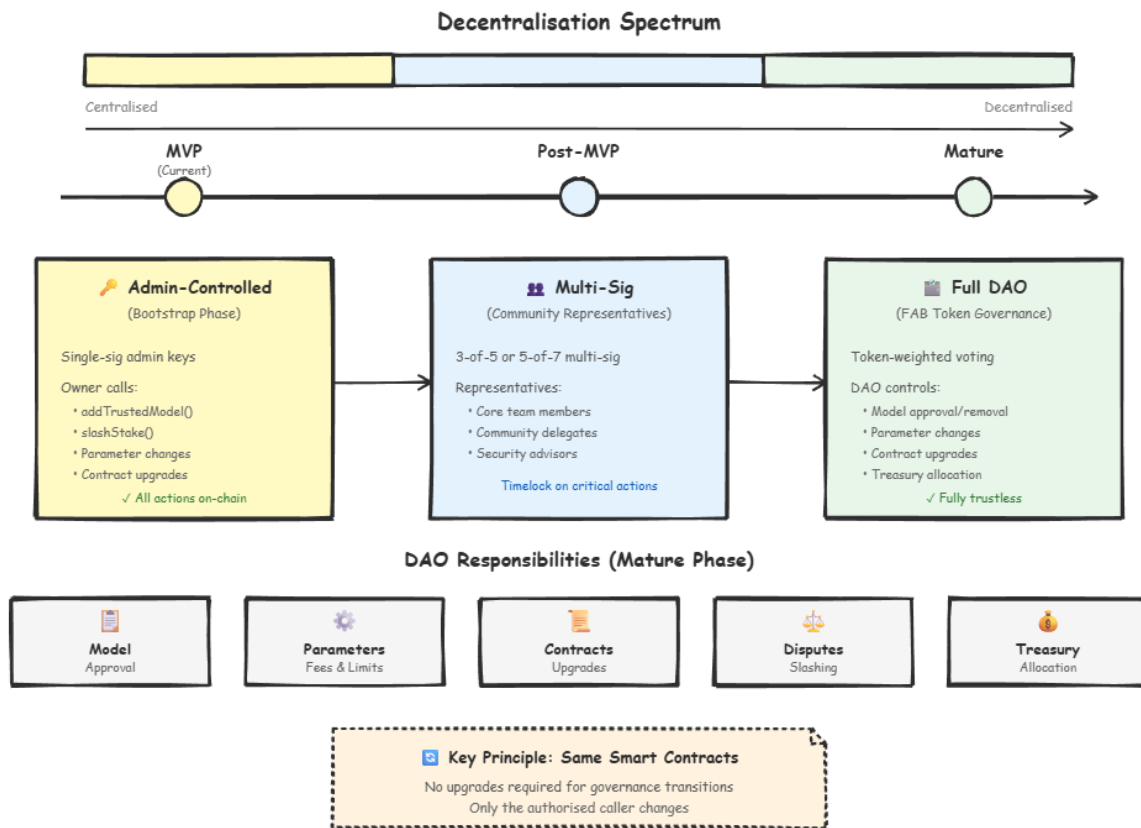 Decentralisation Spectrum
Centralised
Decentralised
MVP
(Current)
Post-MVP
Mature
🔑 Admin-Controlled
(Bootstrap Phase)
Single-sig admin keys
Owner calls:
• addTrustedModel()
• slashStake()
• Parameter changes
• Contract upgrades
✓ All actions on-chain
👥 Multi-Sig
(Community Representatives)
3-of-5 or 5-of-7 multi-sig
Representatives:
• Core team members
• Community delegates
• Security advisors
Timelock on critical actions
Full DAO
(FAB Token Governance)
Token-weighted voting
DAO controls:
• Model approval/removal
• Parameter changes
• Contract upgrades
• Treasury allocation
✓ Fully trustless
DAO Responsibilities (Mature Phase)
Model
Approval
Parameters
Fees & Limits
Contracts
Upgrades
Disputes
Slashing
Treasury
Allocation
Key Principle: Same Smart Contracts
No upgrades required for governance transitions
Only the authorised caller changes